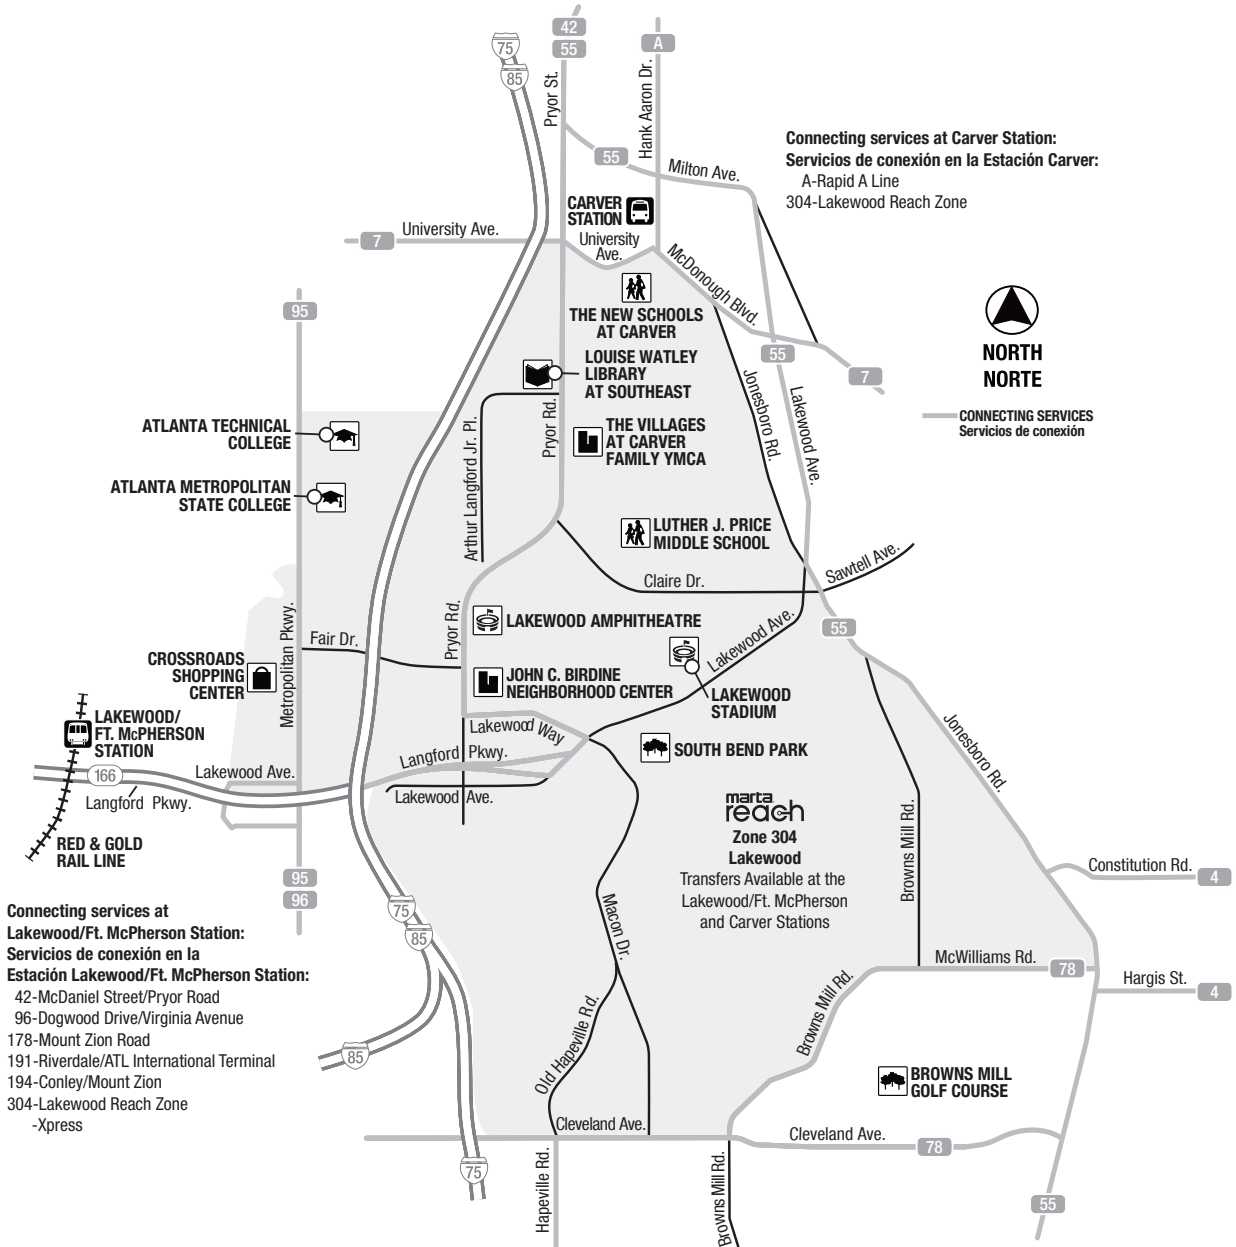 42
55
A
75
85
Pryor St.
Hank Aaron Dr.
55
Milton Ave.
Connecting services at Carver Station:
Servicios de conexión en la Estación Carver:
A-Rapid A Line
304-Lakewood Reach Zone
CARVER
STATION
7
University Ave.
University
Ave.
McDonough Blvd.
THE NEW SCHOOLS
AT CARVER
95
NORTH
NORTE
55
7
LOUISE WATLEY
LIBRARY
AT SOUTHEAST
Jonesboro Rd.
Lakewood Ave.
CONNECTING SERVICES
Servicios de conexión
ATLANTA TECHNICAL
COLLEGE
Arthur Langford Jr. Pl.
Pryor Rd.
THE VILLAGES
AT CARVER
FAMILY YMCA
ATLANTA METROPOLITAN
STATE COLLEGE
LUTHER J. PRICE
MIDDLE SCHOOL
Claire Dr.
Sawtell Ave.
Metropolitan Pkwy.
Fair Dr.
Pryor Rd.
LAKEWOOD AMPHITHEATRE
Lakewood Ave.
55
CROSSROADS
SHOPPING
CENTER
JOHN C. BIRDINE
NEIGHBORHOOD CENTER
LAKEWOOD
STADIUM
LAKEWOOD/
FT. McPHERSON
STATION
Lakewood Way
Jonesboro Rd.
SOUTH BEND PARK
166
Lakewood Ave.
Langford Pkwy.
Langford Pkwy.
Lakewood Ave.
marta
reach
Zone 304
Lakewood
Transfers Available at the
Lakewood/Ft. McPherson
and Carver Stations
Browns Mill Rd.
RED & GOLD
RAIL LINE
Constitution Rd.
4
95
96
75
85
Macon Dr.
Connecting services at
Lakewood/Ft. McPherson Station:
Servicios de conexión en la
Estación Lakewood/Ft. McPherson Station:
42-McDaniel Street/Pryor Road
96-Dogwood Drive/Virginia Avenue
178-Mount Zion Road
191-Riverdale/ATL International Terminal
194-Conley/Mount Zion
304-Lakewood Reach Zone
-Xpress
McWilliams Rd.
78
Hargis St.
4
Browns Mill Rd.
Old Hapeville Rd.
85
BROWNS MILL
GOLF COURSE
Cleveland Ave.
Cleveland Ave.
78
75
Hapeville Rd.
Browns Mill Rd.
55